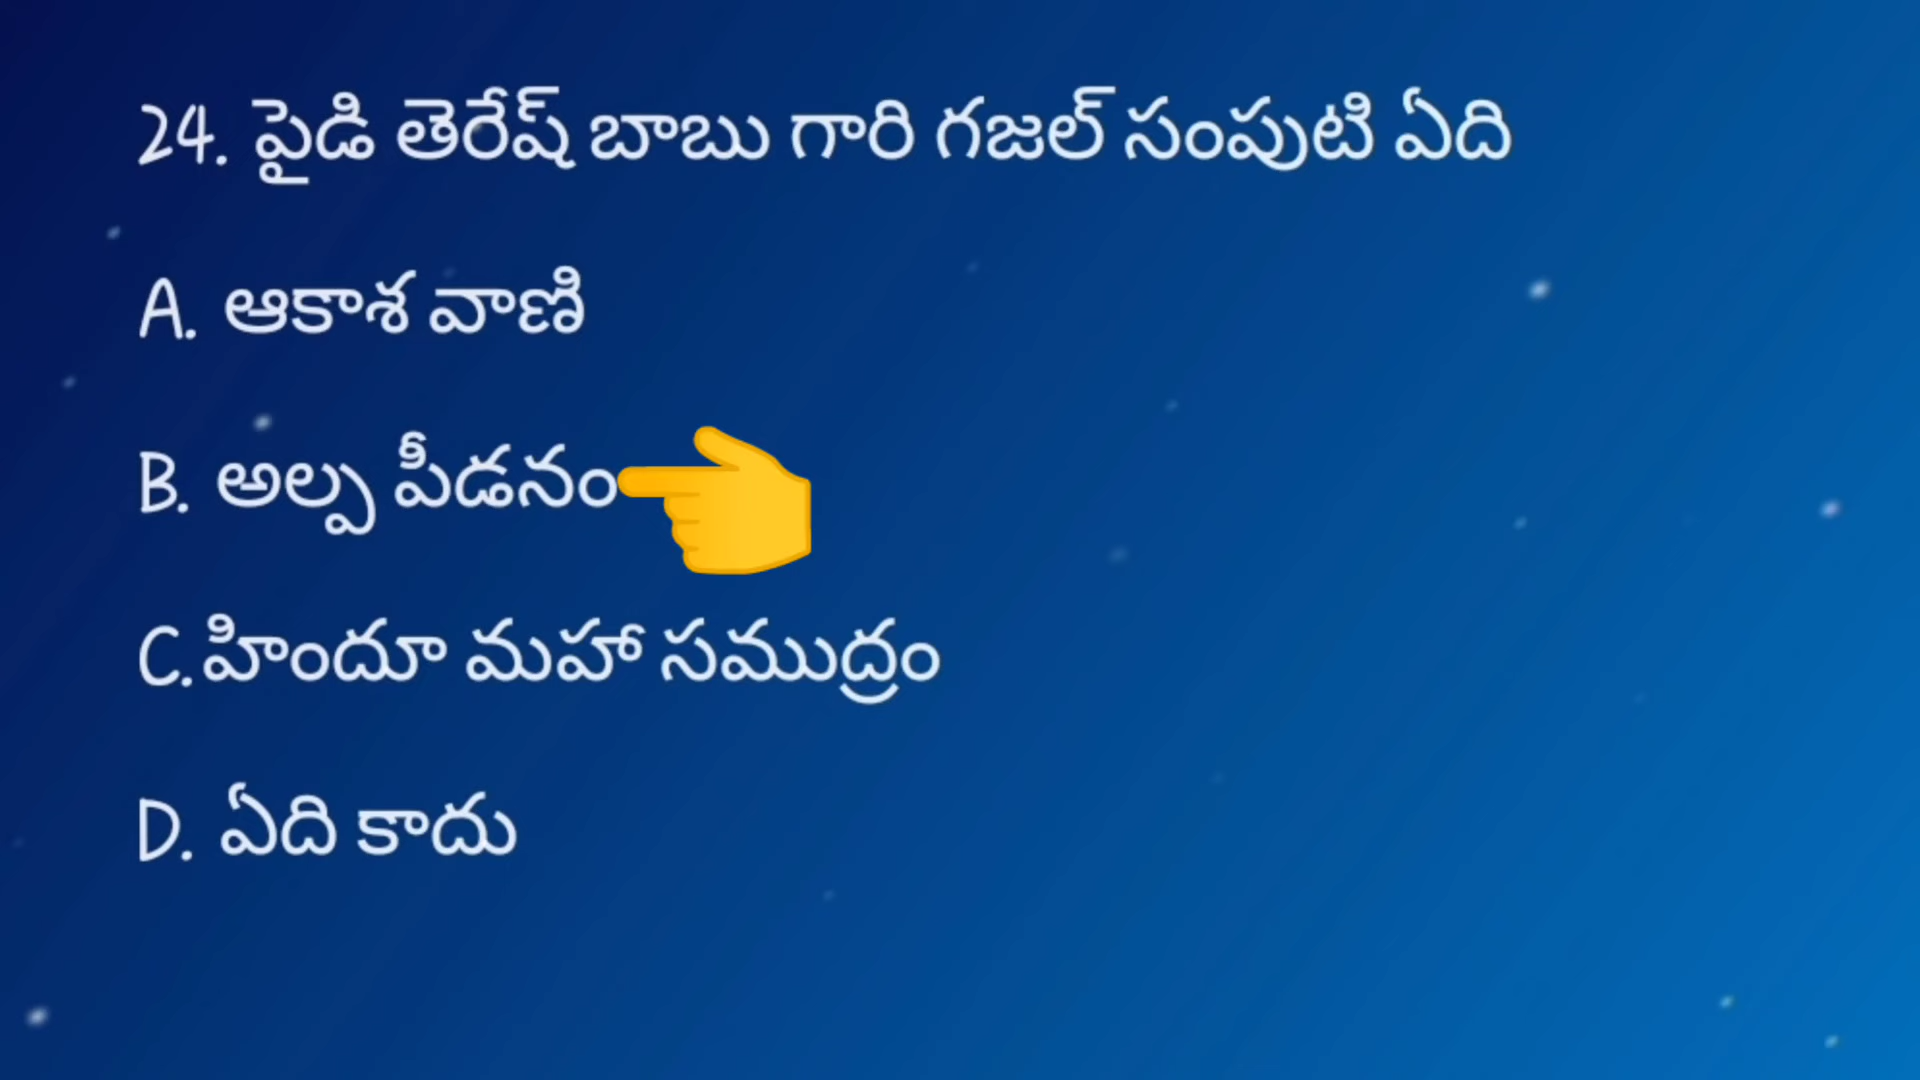 24. పైడి తెరేష్ బాబు గారి గజల్ సంపుటి ఏది
A. ఆకాశ వాణి
B. అల్ప పీడనం
C. హిందూ మహా సముద్రం
D. ఏది కాదు